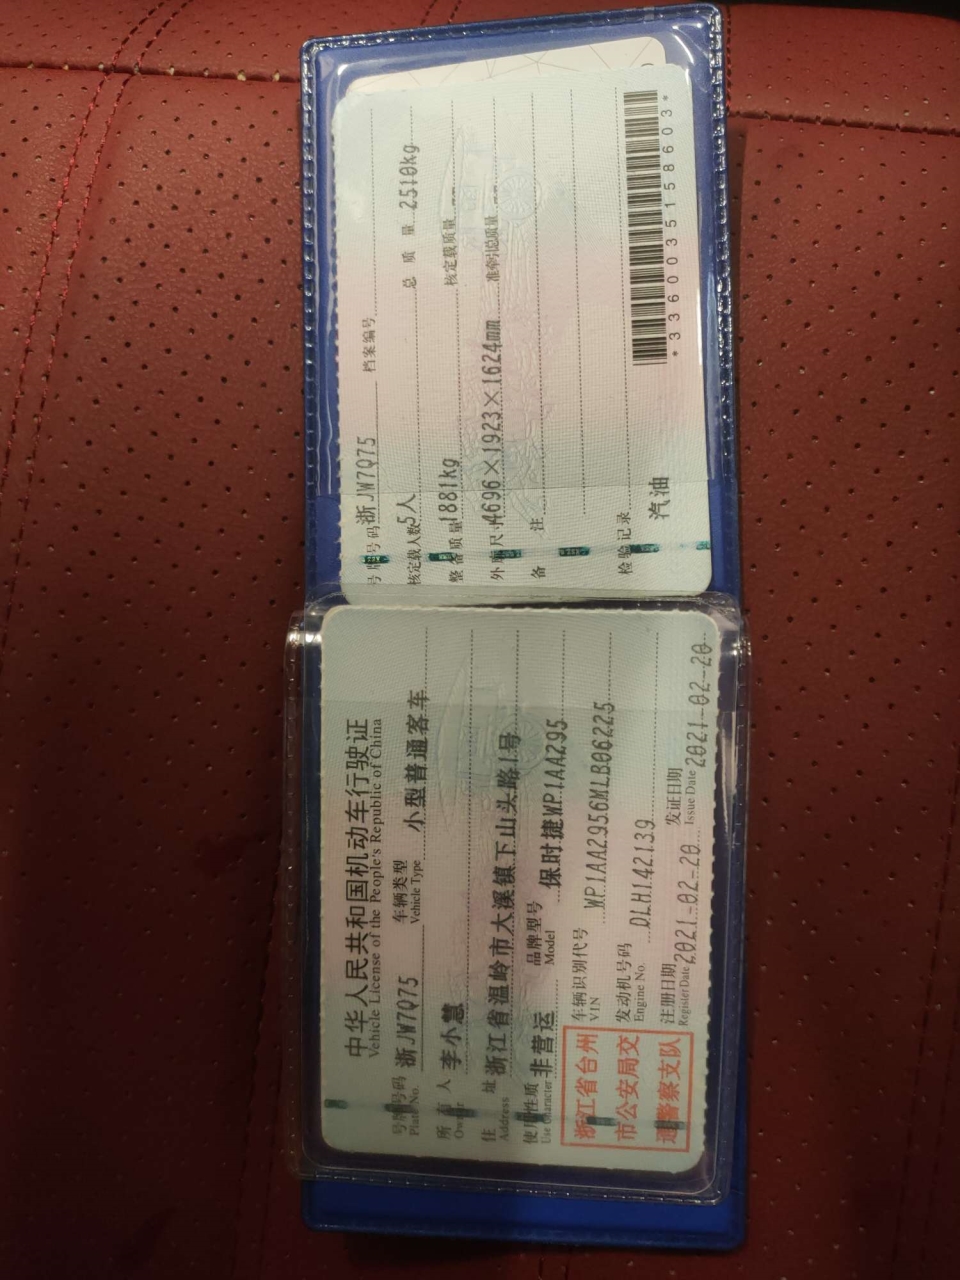 中华人民共和国机动车行驶证
Vehicle License of the People's Republic of China
号牌号码 浙JW7Q75 车辆类型 小型普通客车
Plate No. Vehicle Type
所有人 李小慧
Owner
住址 浙江省温岭市大溪镇下山头路1号
Address
使用性质 非营运 品牌型号 保时捷WP1AA295
Use Character Model
浙江省台州
市公安局交
通警察支队
车辆识别代号 WP1AA2956MLB06225
VIN
发动机号码 DLH142139
Engine No.
注册日期 2021-02-20 发证日期 2021-02-20
Register Date Issue Date
号牌号码 浙JW7Q75 档案编号
核定载人数 5人 总质量 2510kg
整备质量 1881kg 核定载质量 --
外廓尺寸 4696×1923×1624mm 准牵引总质量 --
备注
检验记录
汽油
*3360035158603*